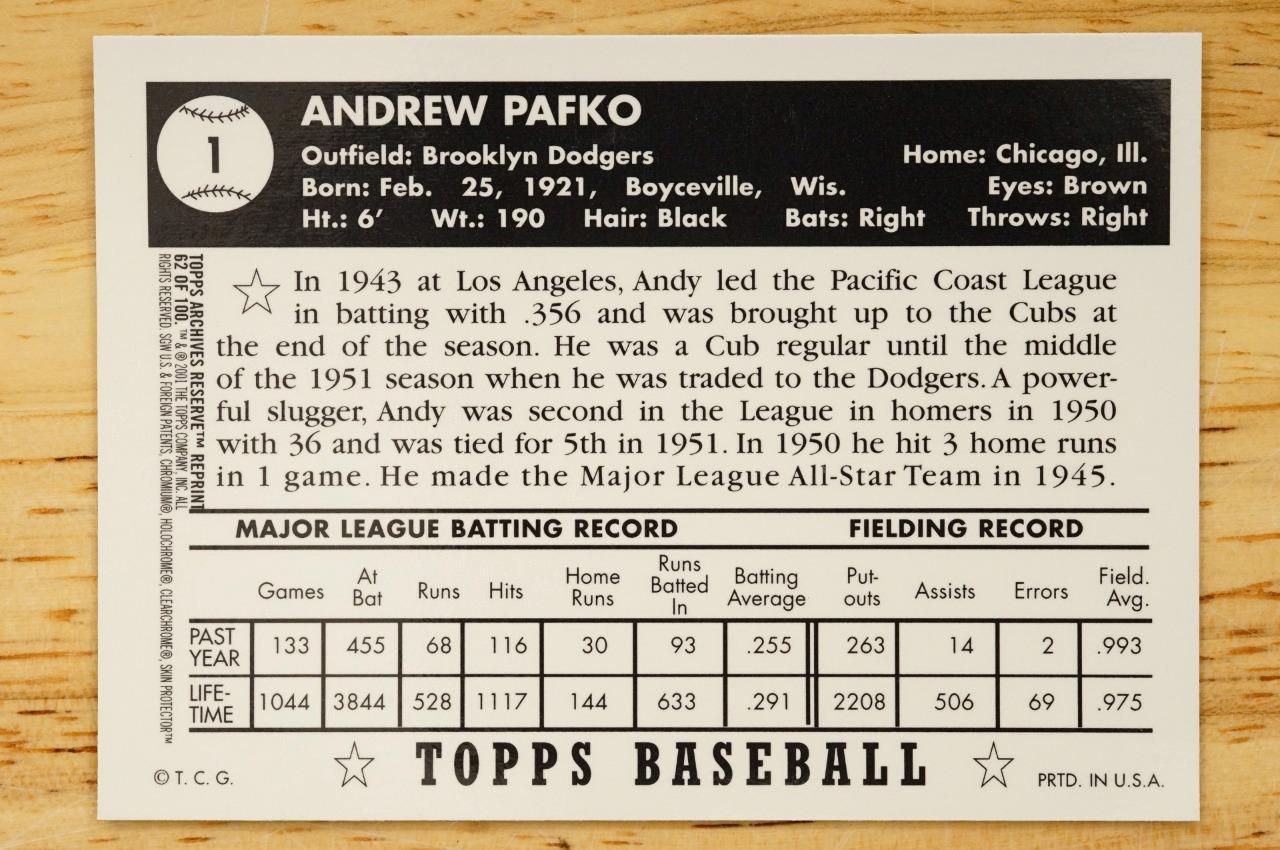 1
ANDREW PAFKO
Outfield: Brooklyn Dodgers Home: Chicago, Ill.
Born: Feb. 25, 1921, Boyceville, Wis. Eyes: Brown
Ht.: 6′ Wt.: 190 Hair: Black Bats: Right Throws: Right
TOPPS ARCHIVES RESERVE™ REPRINT
62 OF 100. ™ & ® 2001 THE TOPPS COMPANY, INC. ALL
RIGHTS RESERVED. SGW U.S. & FOREIGN PATENTS, CHROMIUM®, HOLOCHROME®, CLEARCHROME®, SKIN PROTECTOR™
In 1943 at Los Angeles, Andy led the Pacific Coast League
in batting with .356 and was brought up to the Cubs at
the end of the season. He was a Cub regular until the middle
of the 1951 season when he was traded to the Dodgers. A power-
ful slugger, Andy was second in the League in homers in 1950
with 36 and was tied for 5th in 1951. In 1950 he hit 3 home runs
in 1 game. He made the Major League All-Star Team in 1945.
MAJOR LEAGUE BATTING RECORD FIELDING RECORD
Games At Bat Runs Hits Home Runs Runs Batted In Batting Average Put-outs Assists Errors Field. Avg.
PAST YEAR 133 455 68 116 30 93 .255 263 14 2 .993
LIFE-TIME 1044 3844 528 1117 144 633 .291 2208 506 69 .975
© T. C. G. TOPPS BASEBALL PRTD. IN U.S.A.